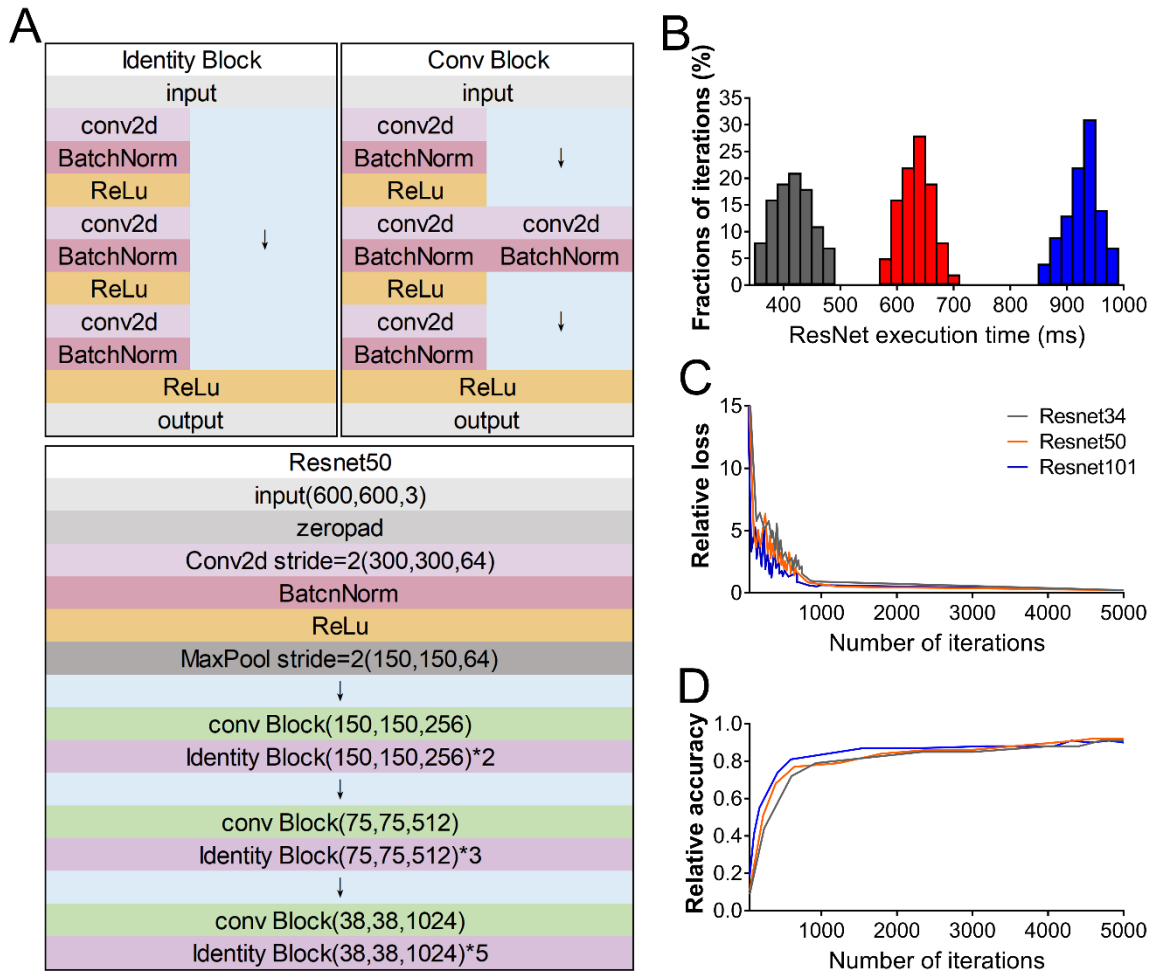 A
Identity Block
input
conv2d
BatchNorm
ReLu
conv2d
BatchNorm
ReLu
conv2d
BatchNorm
ReLu
output
↓
Conv Block
input
conv2d
BatchNorm
ReLu
↓
conv2d conv2d
BatchNorm BatchNorm
ReLu
conv2d
BatchNorm
↓
ReLu
output
Resnet50
input(600,600,3)
zeropad
Conv2d stride=2(300,300,64)
BatcnNorm
ReLu
MaxPool stride=2(150,150,64)
↓
conv Block(150,150,256)
Identity Block(150,150,256)*2
↓
conv Block(75,75,512)
Identity Block(75,75,512)*3
↓
conv Block(38,38,1024)
Identity Block(38,38,1024)*5
B
Fractions of iterations (%)
35
30
25
20
15
10
5
0
400 500 600 700 800 900 1000
ResNet execution time (ms)
C
Relative loss
15
10
5
0
Resnet34
Resnet50
Resnet101
1000 2000 3000 4000 5000
Number of iterations
D
Relative accuracy
1.0
0.8
0.6
0.4
0.2
0.0
1000 2000 3000 4000 5000
Number of iterations